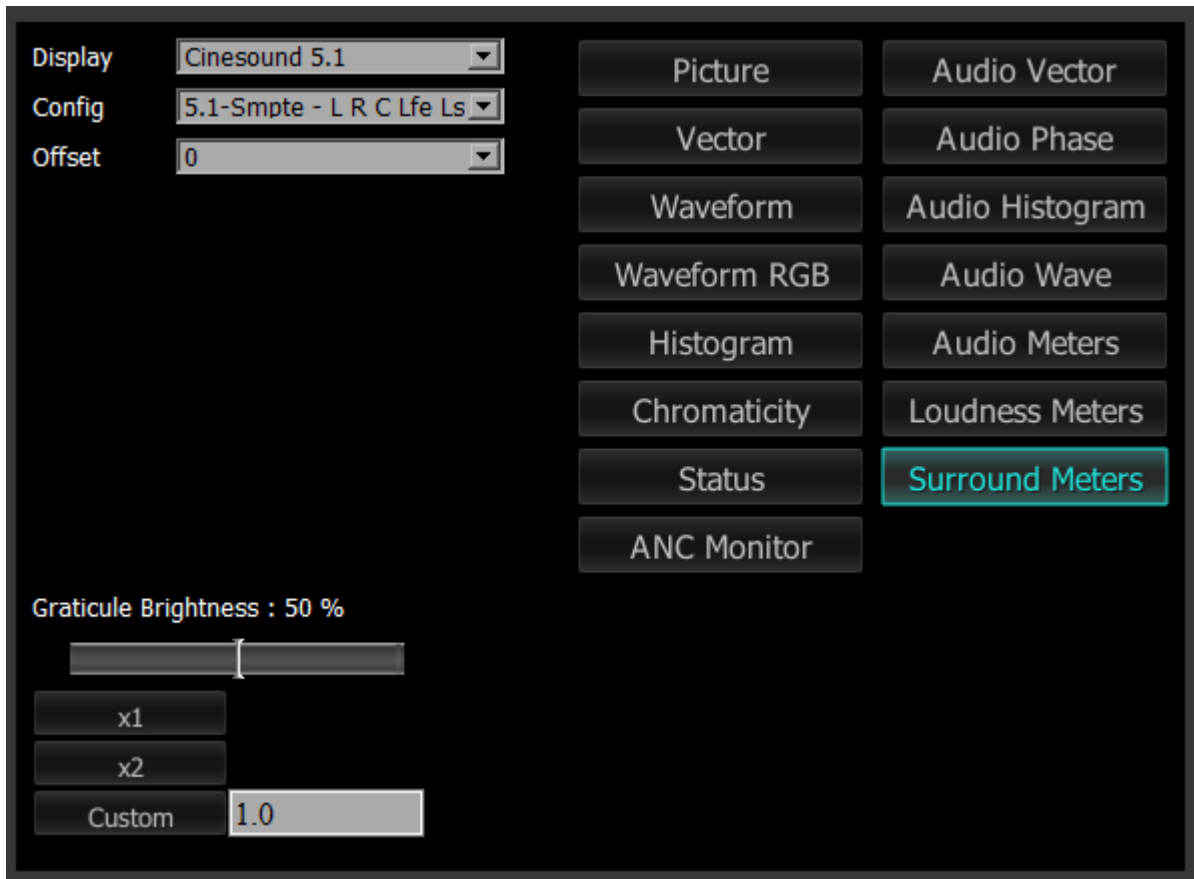 Display Cinesound 5.1
Config 5.1-Smpte - L R C Lfe Ls
Offset 0
Picture Audio Vector
Vector Audio Phase
Waveform Audio Histogram
Waveform RGB Audio Wave
Histogram Audio Meters
Chromaticity Loudness Meters
Status Surround Meters
ANC Monitor
Graticule Brightness : 50 %
x1
x2
Custom 1.0